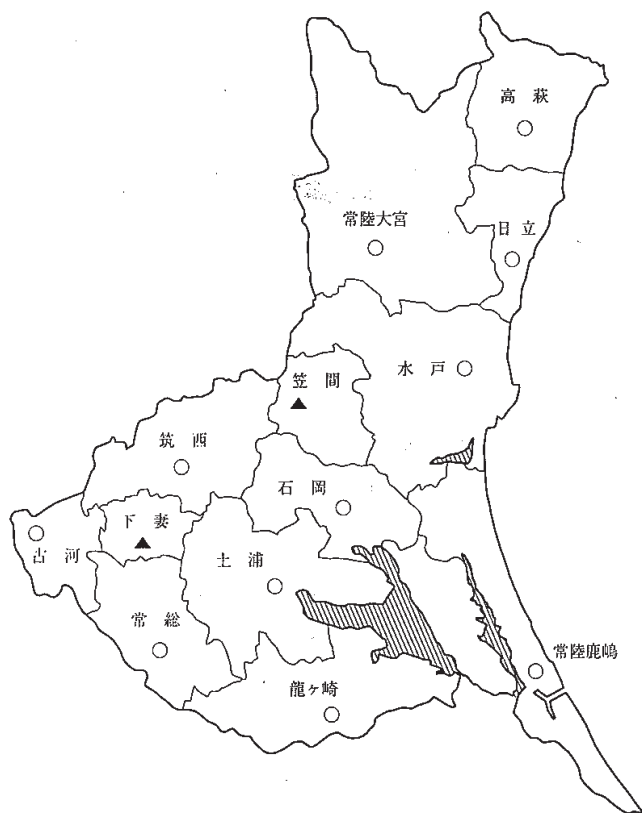 高萩
常陸大宮
日立
笠間
水戸
筑西
石岡
下妻
古河
土浦
常総
常陸鹿嶋
龍ヶ崎